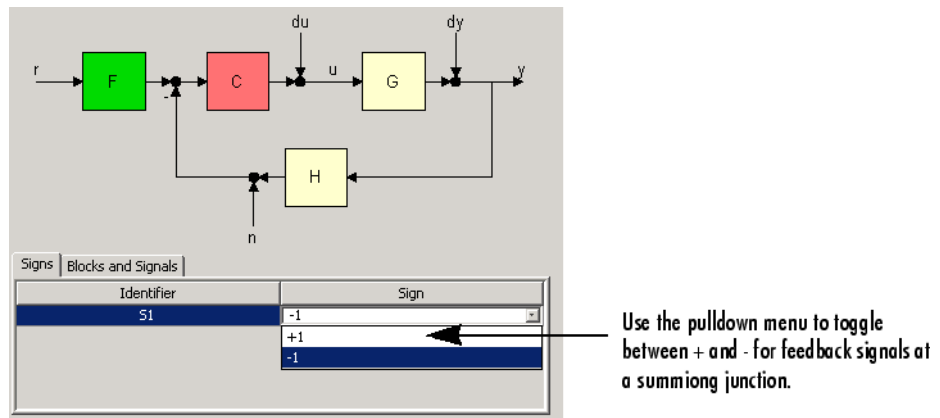 du
dy
r
F
C
u
G
y
-
H
n
Signs
Blocks and Signals
Identifier
Sign
S1
-1
+1
-1
Use the pulldown menu to toggle
between + and - for feedback signals at
a summiong junction.